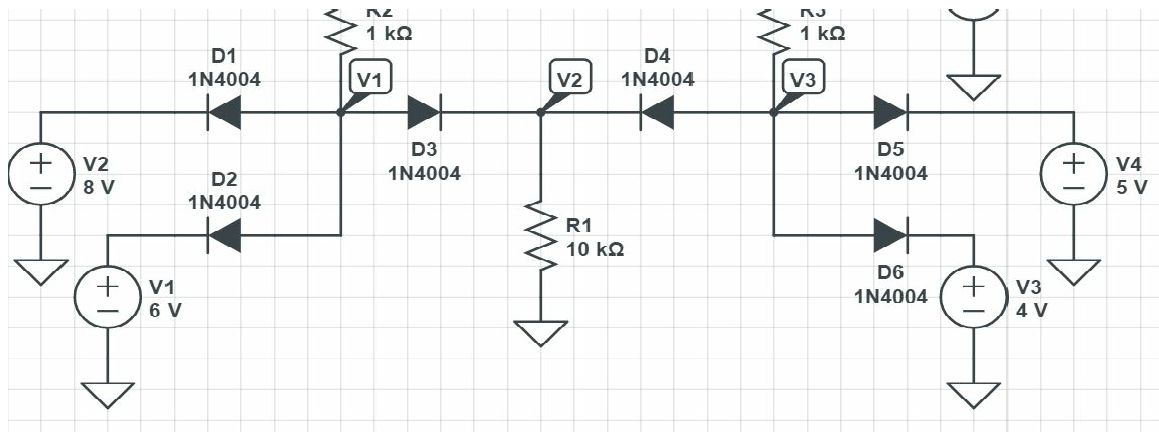 R2
1 kΩ
R3
1 kΩ
D1
1N4004
V1
V2
D4
1N4004
V3
D3
1N4004
D5
1N4004
V2
8 V
V4
5 V
D2
1N4004
R1
10 kΩ
D6
1N4004
V1
6 V
V3
4 V